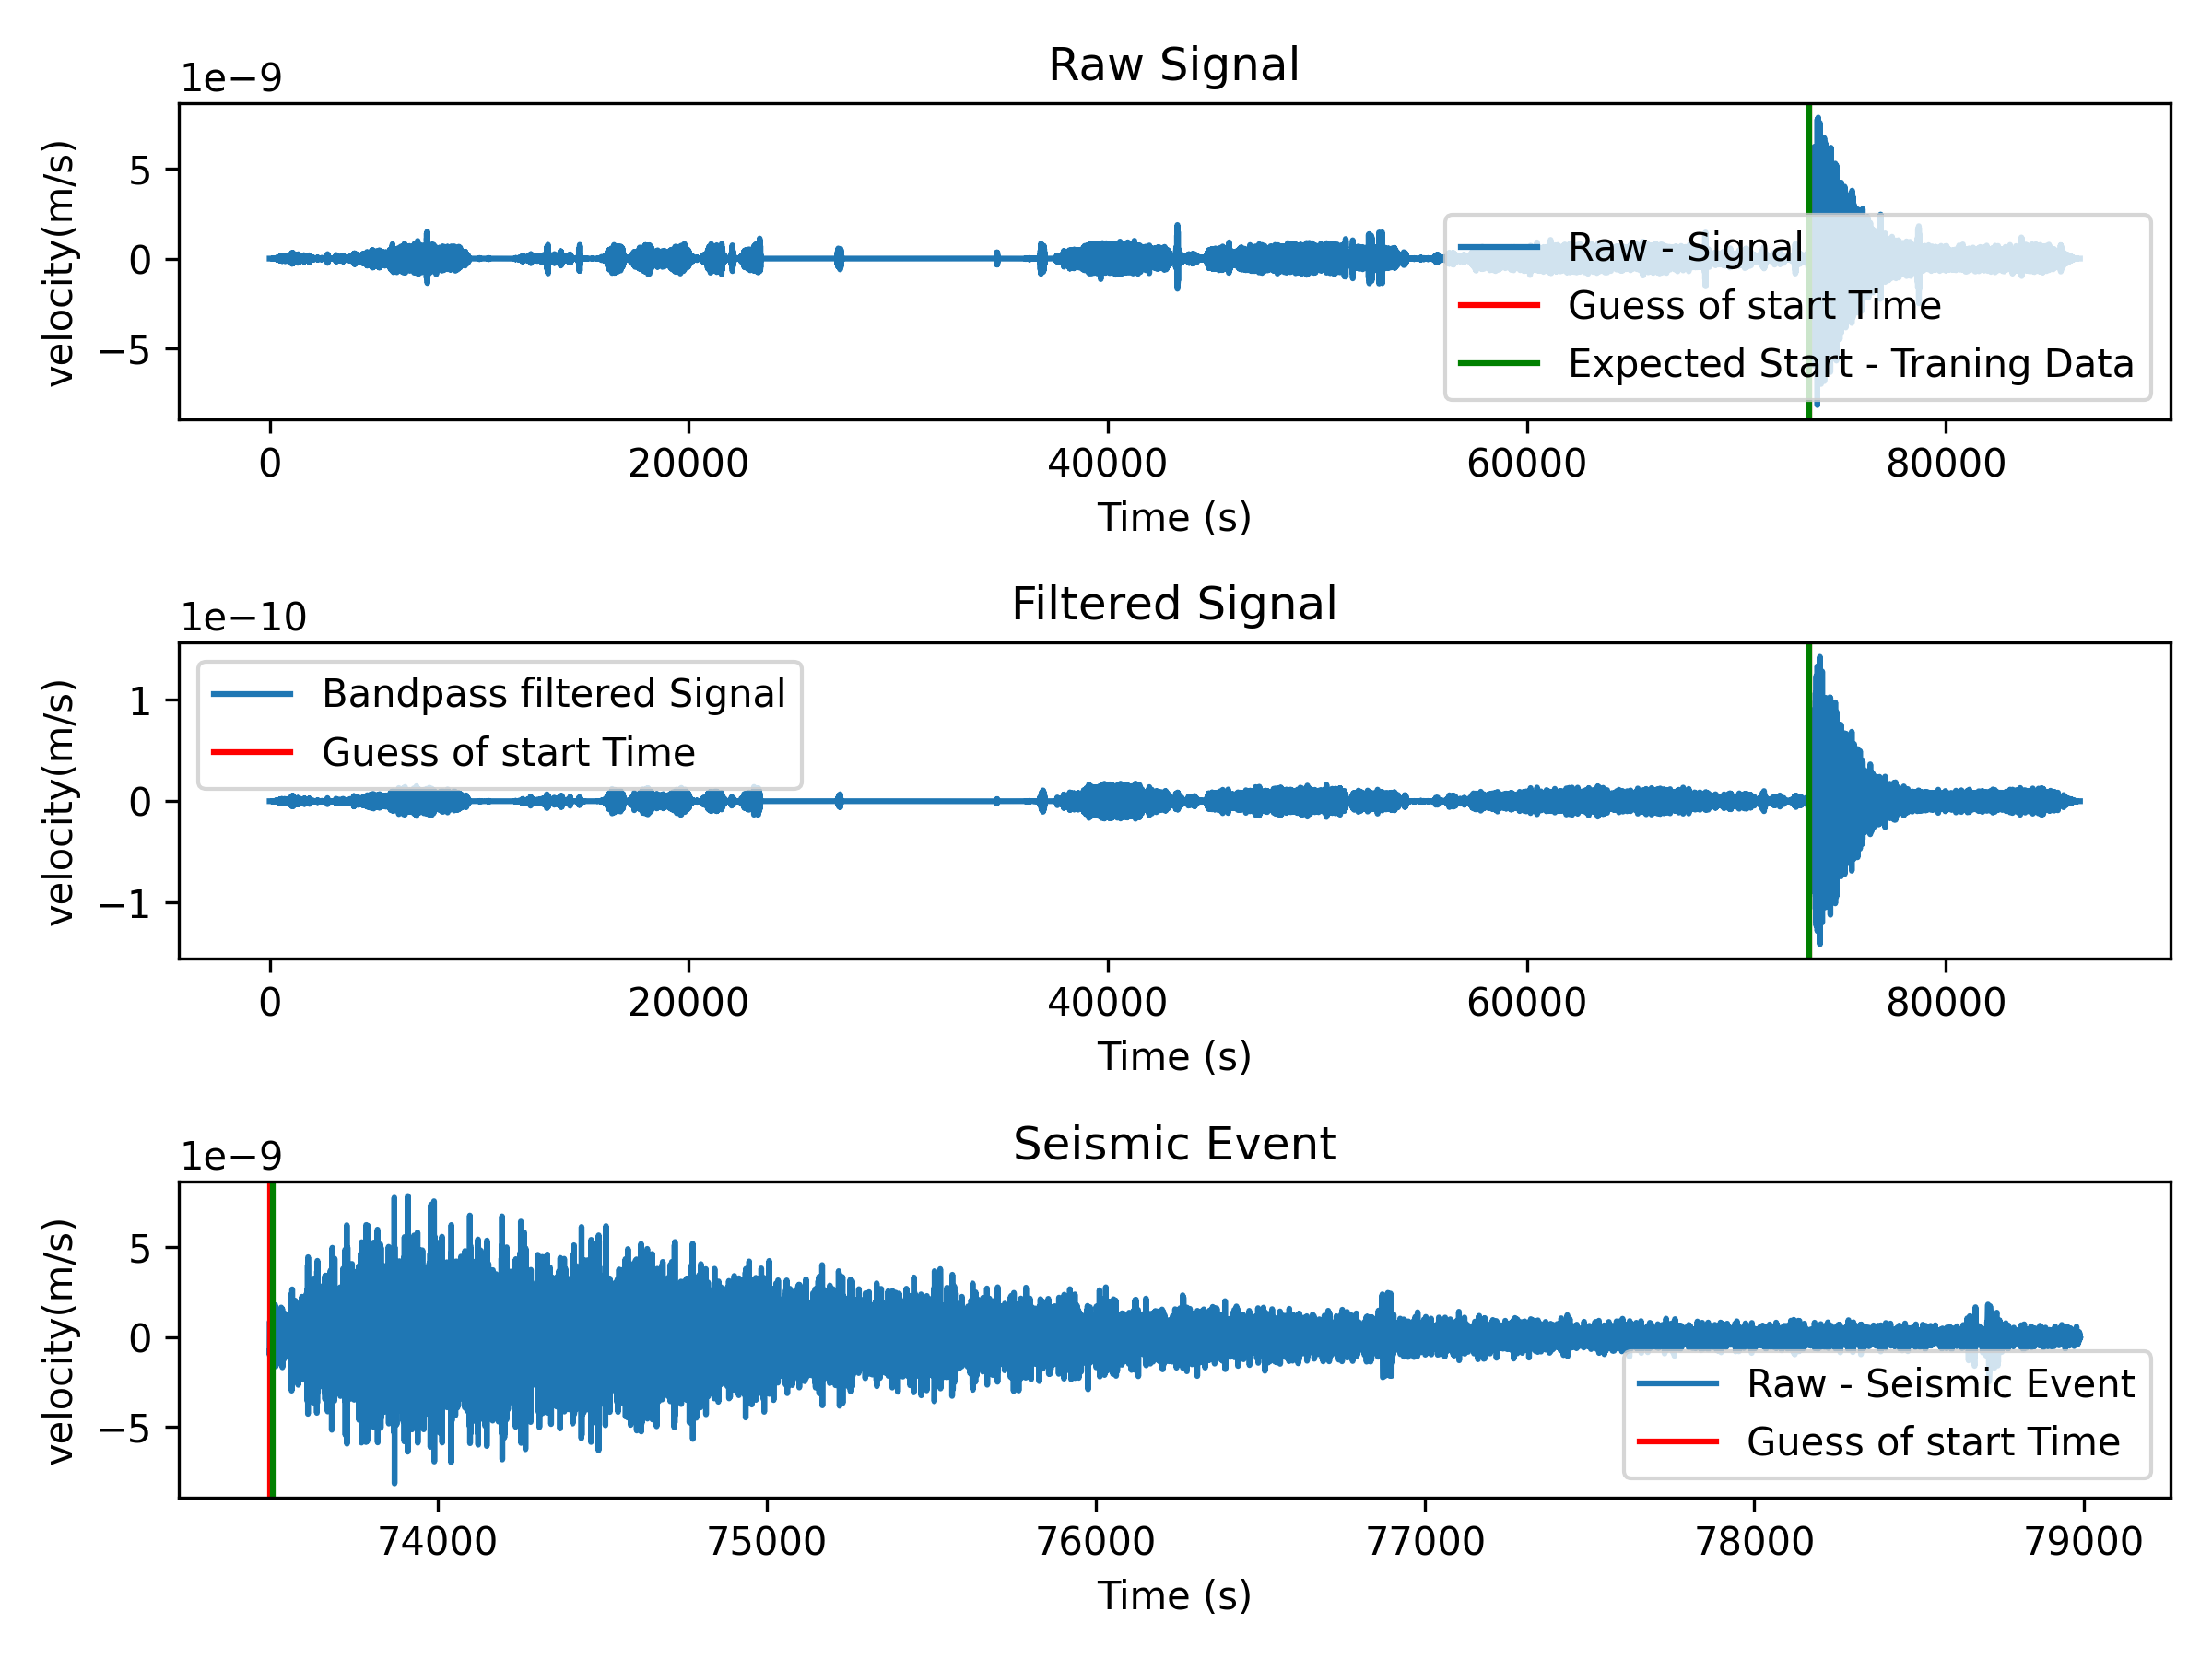 Raw Signal
1e−9
velocity(m/s)
5
0
−5
Raw - Signal
Guess of start Time
Expected Start - Traning Data
0 20000 40000 60000 80000
Time (s)
Filtered Signal
1e−10
velocity(m/s)
1
0
−1
Bandpass filtered Signal
Guess of start Time
0 20000 40000 60000 80000
Time (s)
Seismic Event
1e−9
velocity(m/s)
5
0
−5
Raw - Seismic Event
Guess of start Time
74000 75000 76000 77000 78000 79000
Time (s)